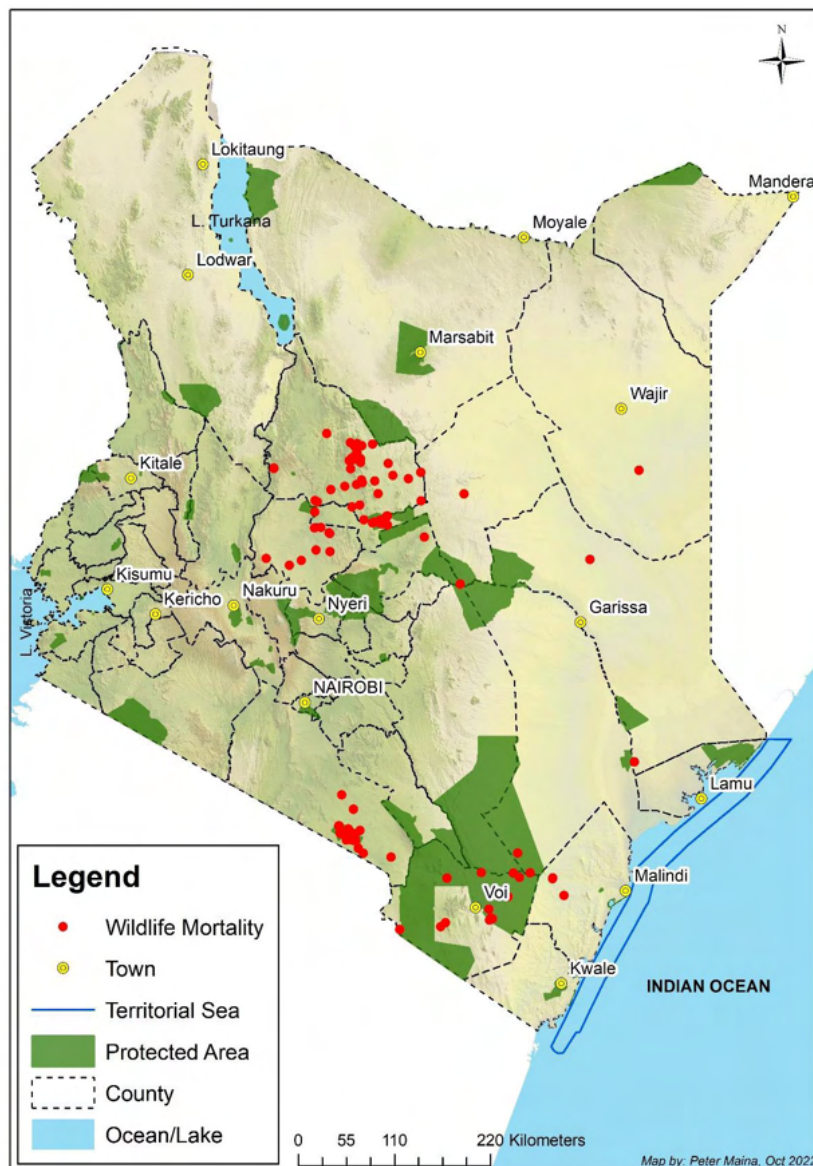 N
Lokitaung
Mandera
L. Turkana
Moyale
Lodwar
Marsabit
Wajir
Kitale
Kisumu
Nakuru
Kericho
Nyeri
Garissa
L. Vistoria
NAIROBI
Lamu
Legend
Voi
Malindi
Wildlife Mortality
Town
Kwale
INDIAN OCEAN
Territorial Sea
Protected Area
County
Ocean/Lake
0 55 110 220 Kilometers
Map by: Peter Maina, Oct 2022